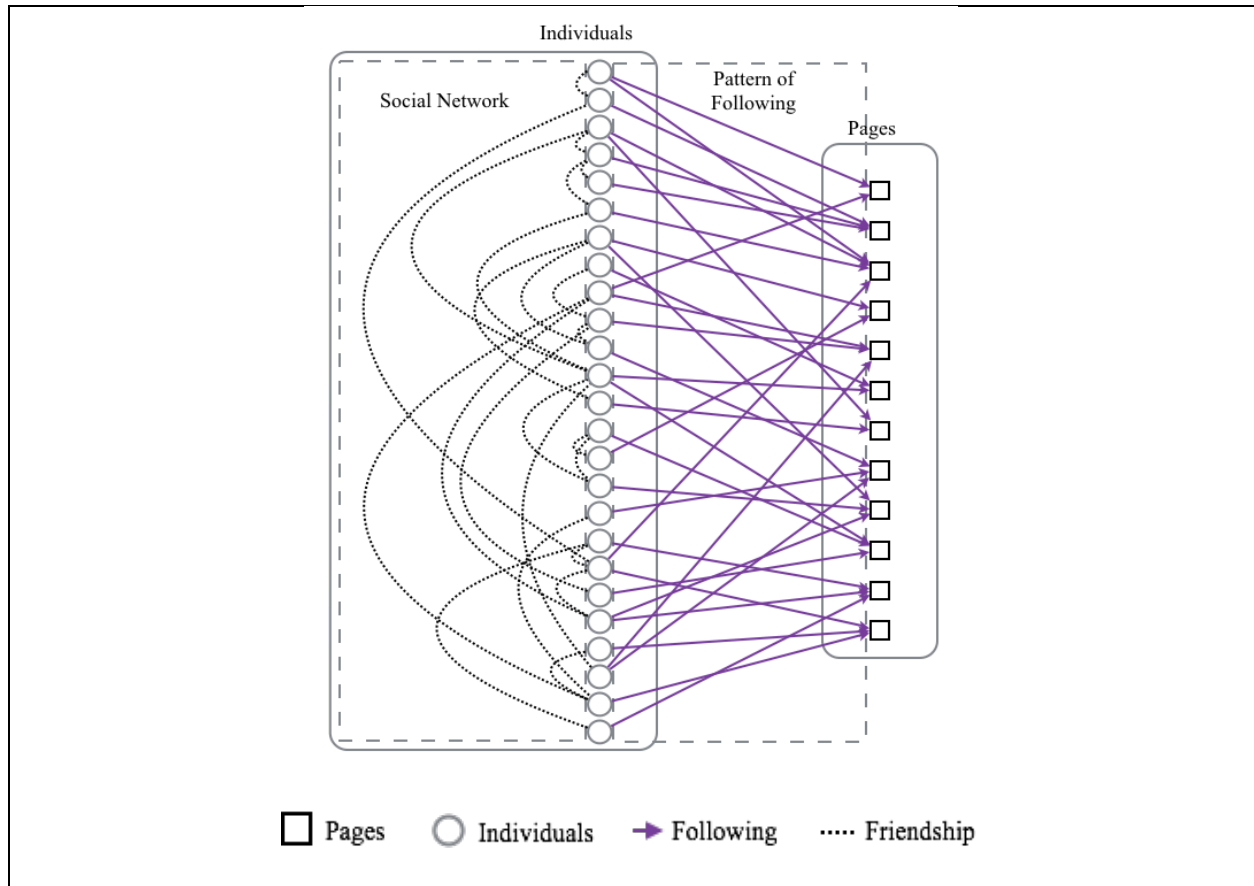 Individuals
Social Network
Pattern of
Following
Pages
Pages
Individuals
Following
Friendship